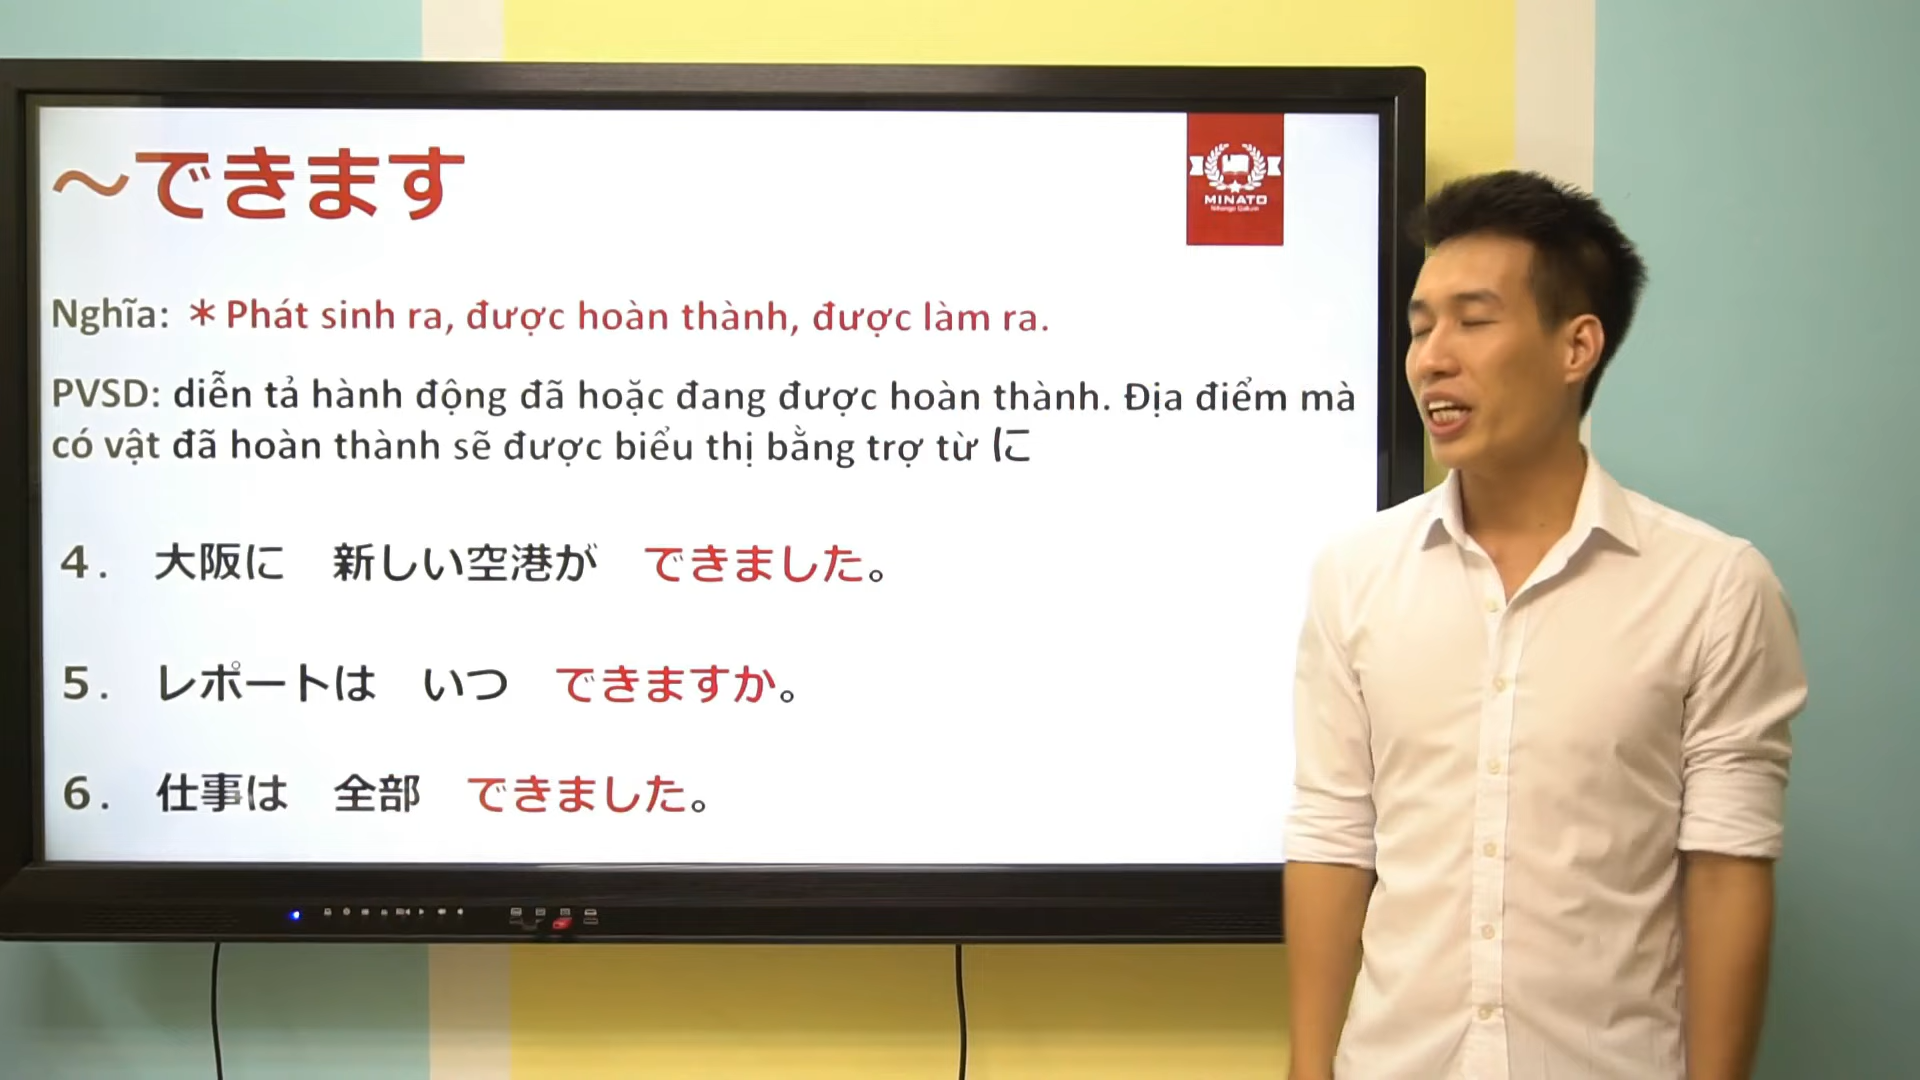 ～できます
MINATO
Nghĩa: ＊Phát sinh ra, được hoàn thành, được làm ra.
PVSD: diễn tả hành động đã hoặc đang được hoàn thành. Địa điểm mà
có vật đã hoàn thành sẽ được biểu thị bằng trợ từ に
4． 大阪に 新しい空港が できました。
5． レポートは いつ できますか。
6． 仕事は 全部 できました。